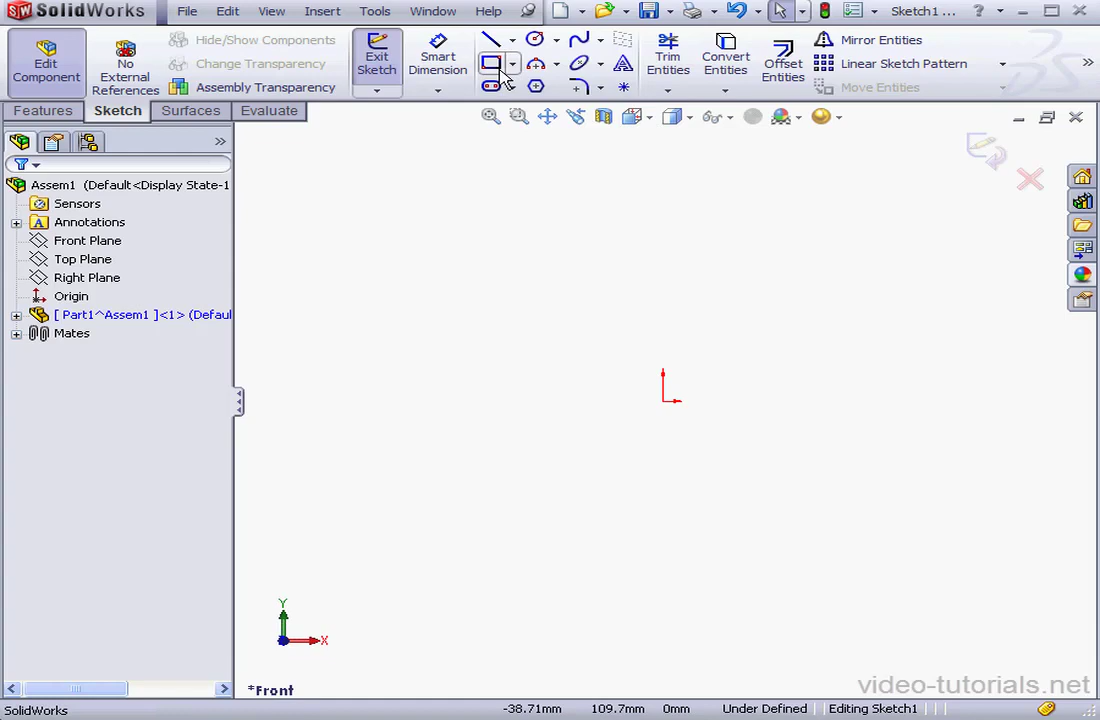 SolidWorks File Edit View Insert Tools Window Help Sketch1 ... ?
Edit Component
No External References
Hide/Show Components
Change Transparency
Assembly Transparency
Exit Sketch
Smart Dimension
Trim Entities
Convert Entities
Offset Entities
Mirror Entities
Linear Sketch Pattern
Move Entities
Features Sketch Surfaces Evaluate
Assem1 (Default<Display State-1
Sensors
Annotations
Front Plane
Top Plane
Right Plane
Origin
[ Part1^Assem1 ]<1> (Defaul
Mates
Y
X
*Front
video-tutorials.net
SolidWorks -38.71mm 109.7mm 0mm Under Defined Editing Sketch1